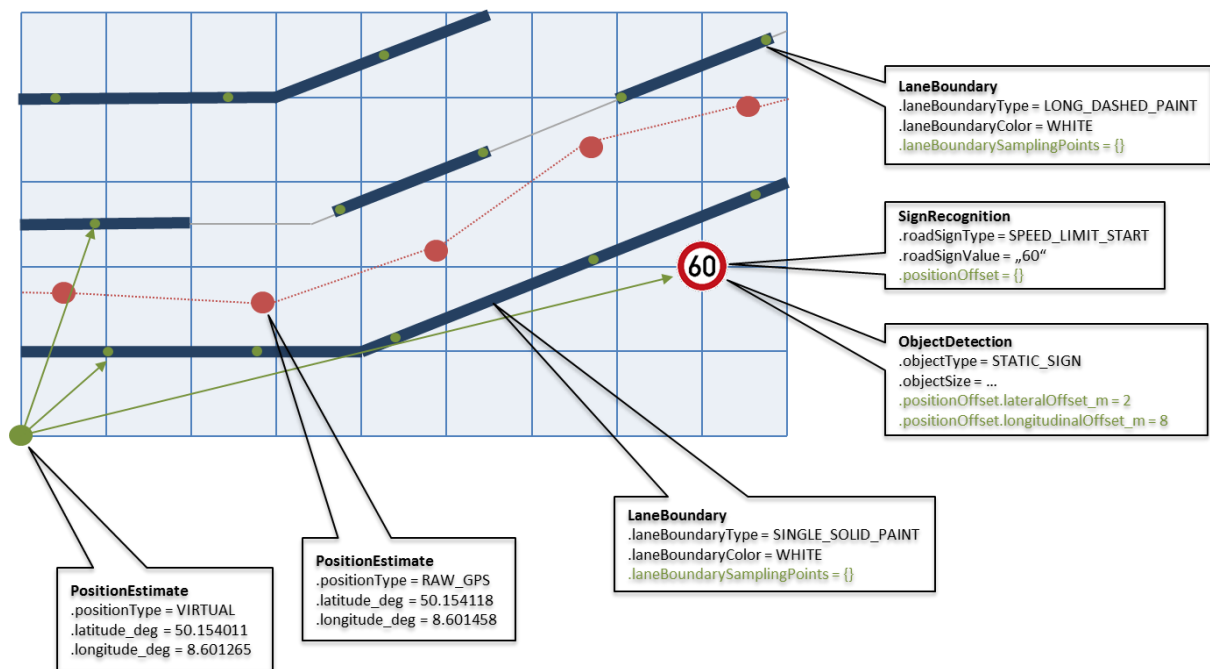 LaneBoundary
.laneBoundaryType = LONG_DASHED_PAINT
.laneBoundaryColor = WHITE
.laneBoundarySamplingPoints = {}
SignRecognition
.roadSignType = SPEED_LIMIT_START
.roadSignValue = „60“
.positionOffset = {}
60
ObjectDetection
.objectType = STATIC_SIGN
.objectSize = ...
.positionOffset.lateralOffset_m = 2
.positionOffset.longitudinalOffset_m = 8
LaneBoundary
.laneBoundaryType = SINGLE_SOLID_PAINT
.laneBoundaryColor = WHITE
.laneBoundarySamplingPoints = {}
PositionEstimate
.positionType = RAW_GPS
.latitude_deg = 50.154118
.longitude_deg = 8.601458
PositionEstimate
.positionType = VIRTUAL
.latitude_deg = 50.154011
.longitude_deg = 8.601265